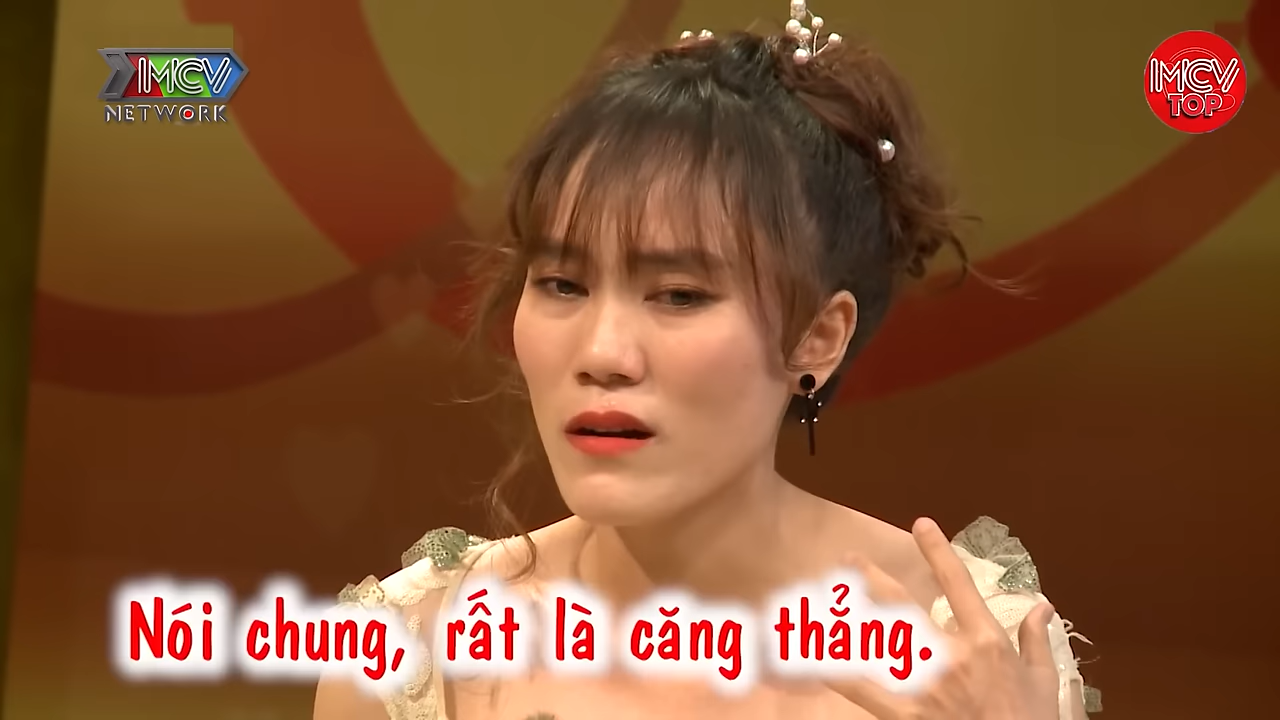 MCV
NETWORK
MCV
TOP
Nói chung, rất là căng thẳng.